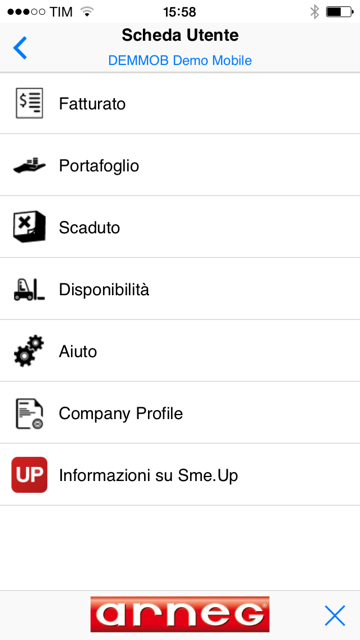 TIM 15:58
Scheda Utente
DEMMOB Demo Mobile
$
Fatturato
Portafoglio
Scaduto
Disponibilità
Aiuto
Company Profile
UP Informazioni su Sme.Up
arneg